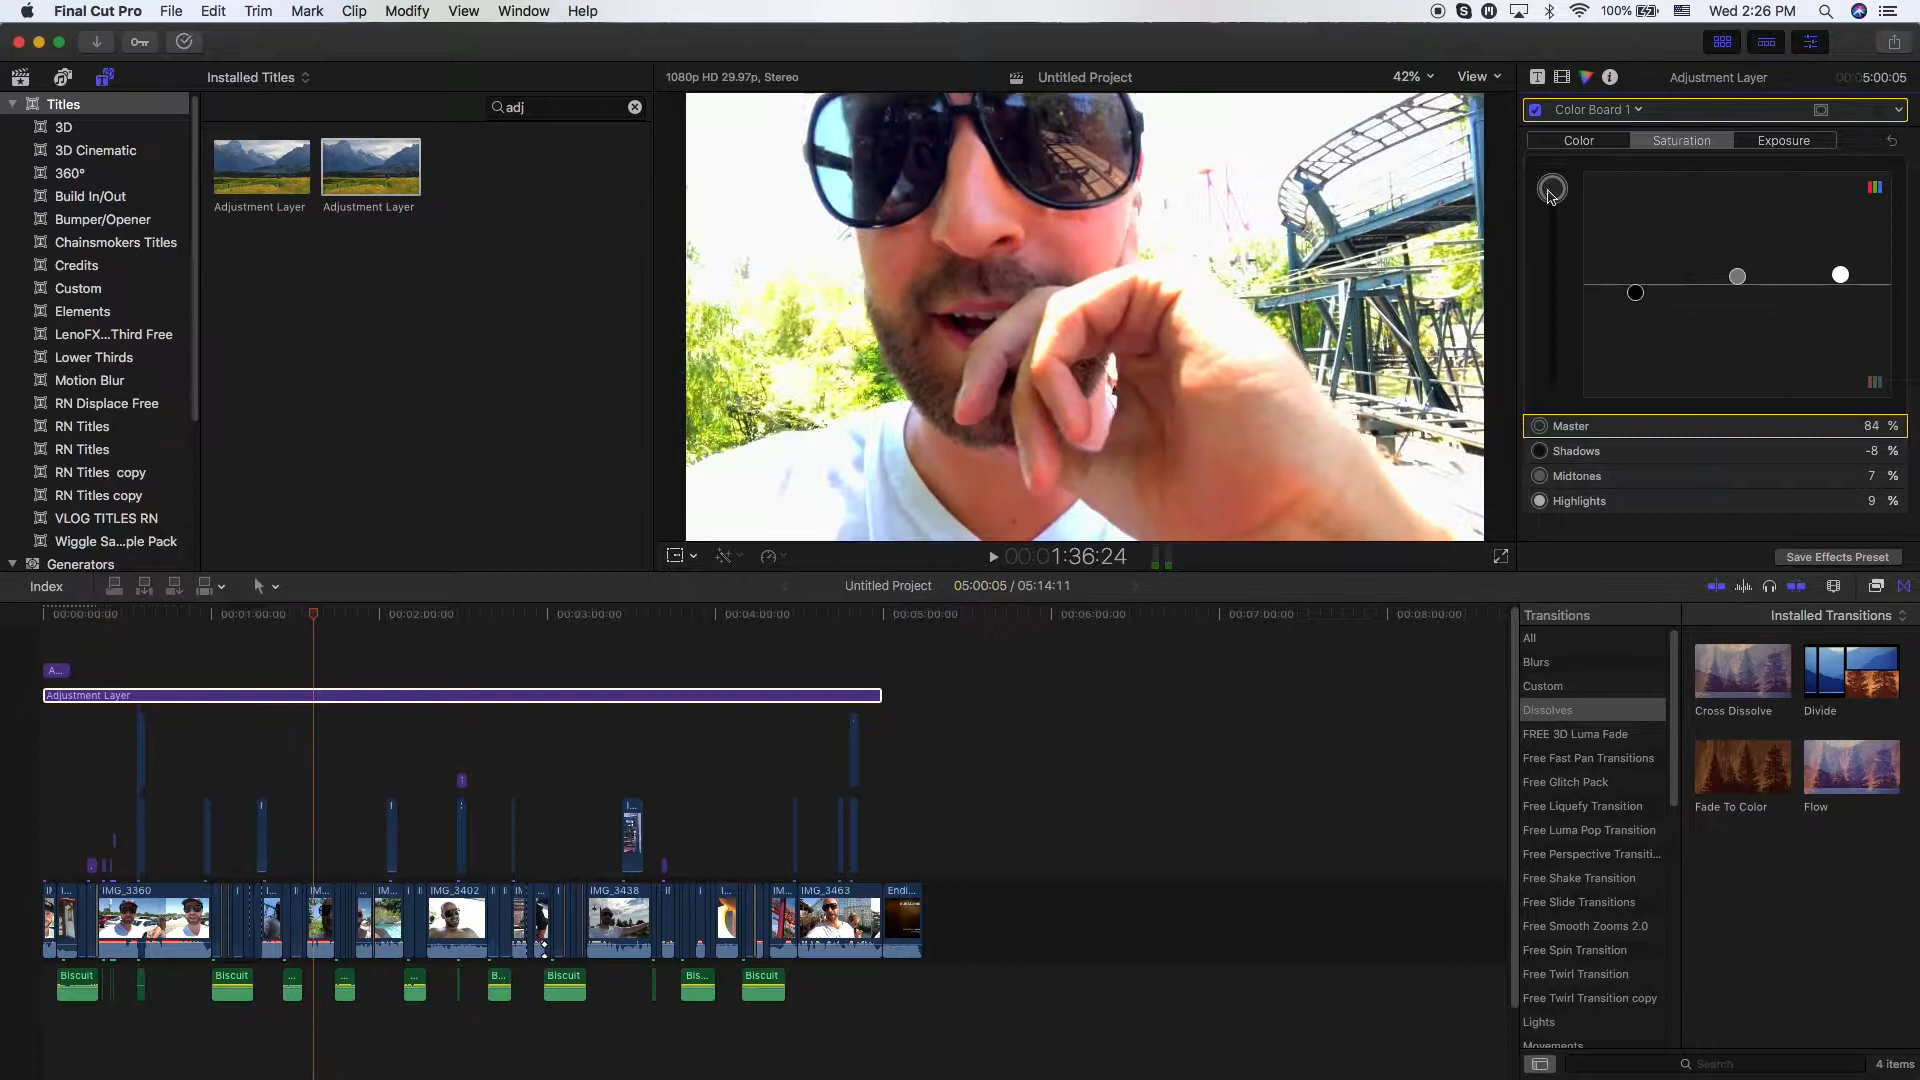 Final Cut Pro File Edit Trim Mark Clip Modify View Window Help 100% Wed 2:26 PM
Installed Titles
1080p HD 29.97p, Stereo
Untitled Project
42%
View
Adjustment Layer
5:00:05
Titles
3D
3D Cinematic
360°
Build In/Out
Bumper/Opener
Chainsmokers Titles
Credits
Custom
Elements
LenoFX...Third Free
Lower Thirds
Motion Blur
RN Displace Free
RN Titles
RN Titles
RN Titles copy
RN Titles copy
VLOG TITLES RN
Wiggle Sa...ple Pack
Generators
adj
Adjustment Layer
Adjustment Layer
Color Board 1
Color Saturation Exposure
Master 84 %
Shadows -8 %
Midtones 7 %
Highlights 9 %
Save Effects Preset
00:00 1:36:24
Index
Untitled Project
05:00:05 / 05:14:11
00:00:00:00 00:01:00:00 00:02:00:00 00:03:00:00 00:04:00:00 00:05:00:00 00:06:00:00 00:07:00:00 00:08:00:00
A...
Adjustment Layer
I...
IMG_3360
IM...
IM...
IMG_3402
IMG_3438
IM...
IMG_3463
Endi...
Biscuit
Biscuit
...
...
...
B...
Biscuit
Bis...
Biscuit
Transitions
All
Blurs
Custom
Dissolves
FREE 3D Luma Fade
Free Fast Pan Transitions
Free Glitch Pack
Free Liquefy Transition
Free Luma Pop Transition
Free Perspective Transiti...
Free Shake Transition
Free Slide Transitions
Free Smooth Zooms 2.0
Free Spin Transition
Free Twirl Transition
Free Twirl Transition copy
Lights
Movements
Installed Transitions
Cross Dissolve
Divide
Fade To Color
Flow
Search
4 items